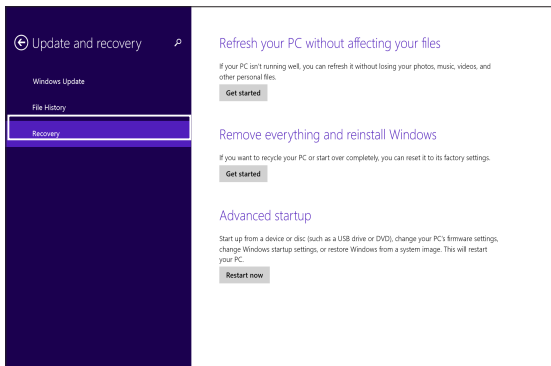 Update and recovery
Windows Update
File History
Recovery
Refresh your PC without affecting your files
If your PC isn't running well, you can refresh it without losing your photos, music, videos, and
other personal files.
Get started
Remove everything and reinstall Windows
If you want to recycle your PC or start over completely, you can reset it to its factory settings.
Get started
Advanced startup
Start up from a device or disc (such as a USB drive or DVD), change your PC's firmware settings,
change Windows startup settings, or restore Windows from a system image. This will restart
your PC.
Restart now